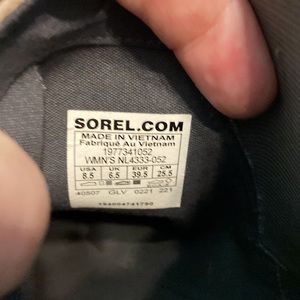 SOREL.COM
MADE IN VIETNAM
Fabriqué Au Vietnam
1977341052
WMN'S NL4333-052
USA UK EUR CM
8.5 6.5 39.5 25.5
40507 GLV 0221 221